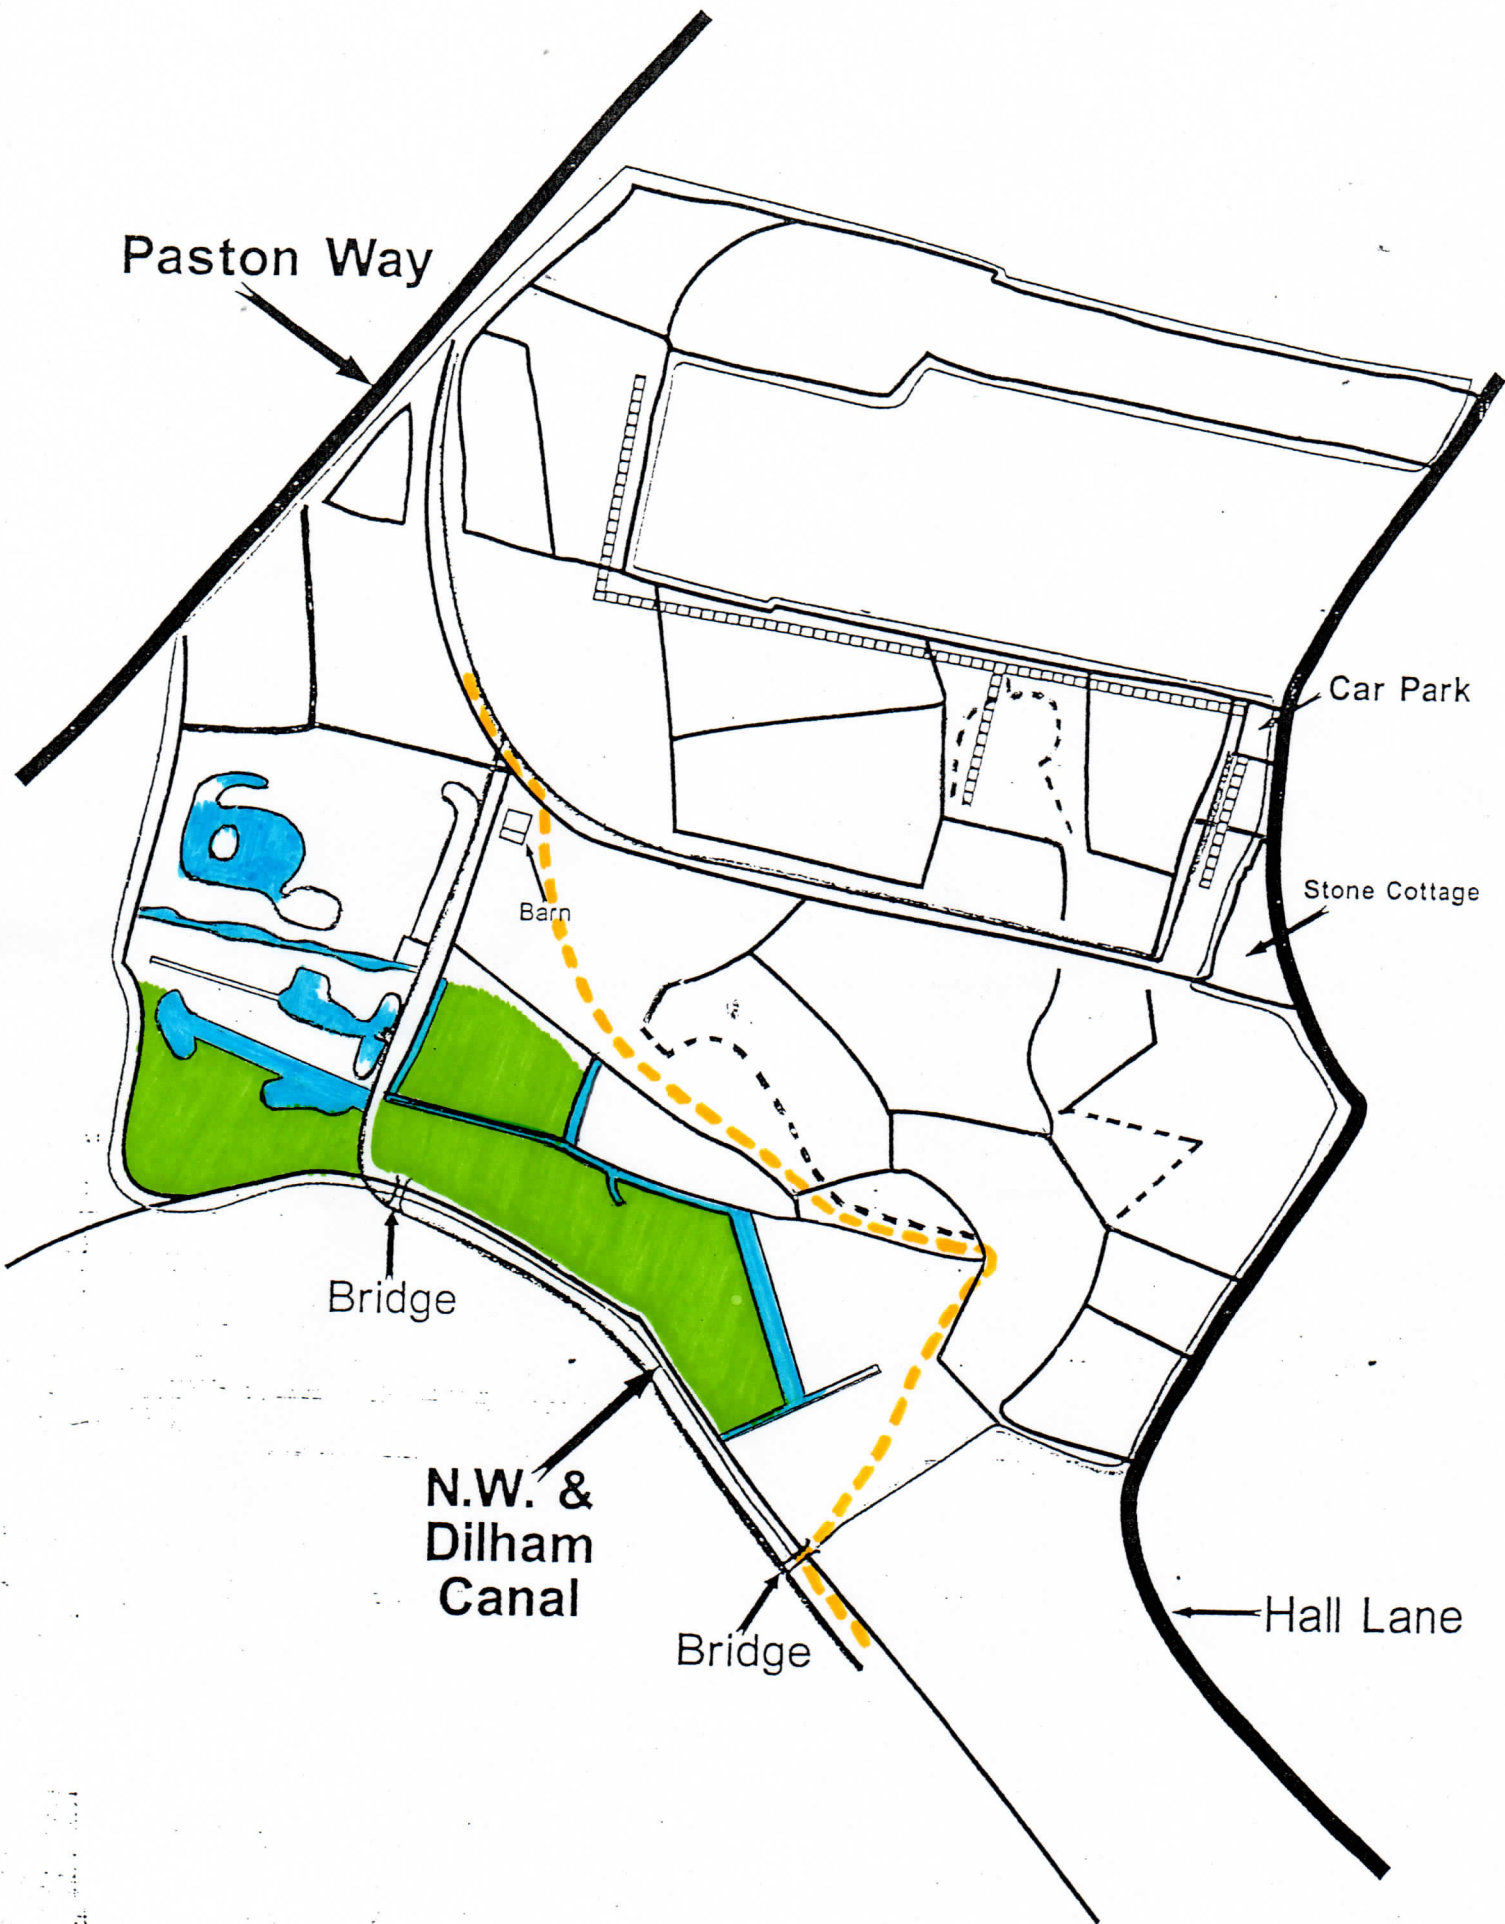 Paston Way
Car Park
Stone Cottage
Barn
Bridge
N.W. &
Dilham
Canal
Bridge
Hall Lane